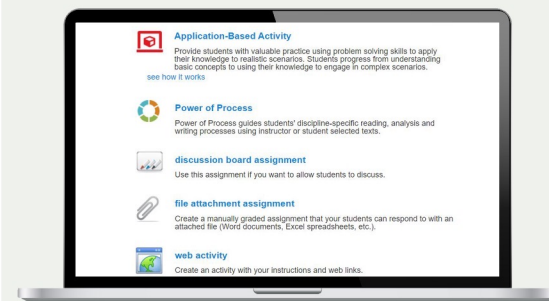 Application-Based Activity
Provide students with valuable practice using problem solving skills to apply
their knowledge to realistic scenarios. Students progress from understanding
basic concepts to using their knowledge to engage in complex scenarios.
see how it works
Power of Process
Power of Process guides students' discipline-specific reading, analysis and
writing processes using instructor or student selected texts.
discussion board assignment
Use this assignment if you want to allow students to discuss.
file attachment assignment
Create a manually graded assignment that your students can respond to with an
attached file (Word documents, Excel spreadsheets, etc.).
web activity
Create an activity with your instructions and web links.